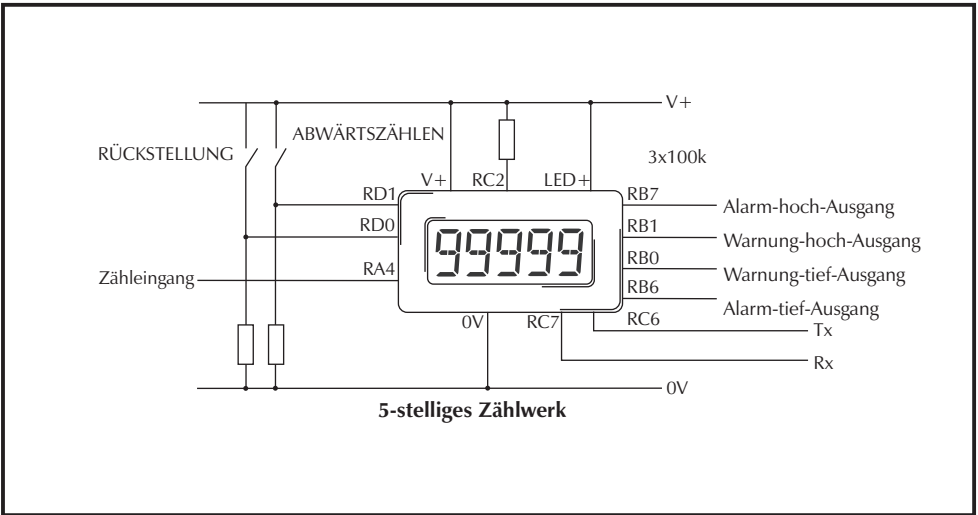 V+
ABWÄRTSZÄHLEN
RÜCKSTELLUNG
3x100k
V+ RC2 LED+
RD1
RB7
Alarm-hoch-Ausgang
RD0
RB1
Warnung-hoch-Ausgang
99999
Zähleingang
RA4
RB0
Warnung-tief-Ausgang
RB6
Alarm-tief-Ausgang
0V RC7 RC6
Tx
Rx
0V
5-stelliges Zählwerk